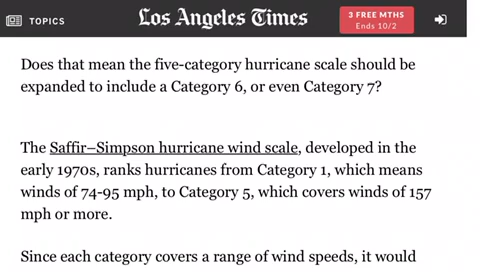 TOPICS
Los Angeles Times
3 FREE MTHS
Ends 10/2
Does that mean the five-category hurricane scale should be
expanded to include a Category 6, or even Category 7?
The Saffir–Simpson hurricane wind scale, developed in the
early 1970s, ranks hurricanes from Category 1, which means
winds of 74-95 mph, to Category 5, which covers winds of 157
mph or more.
Since each category covers a range of wind speeds, it would